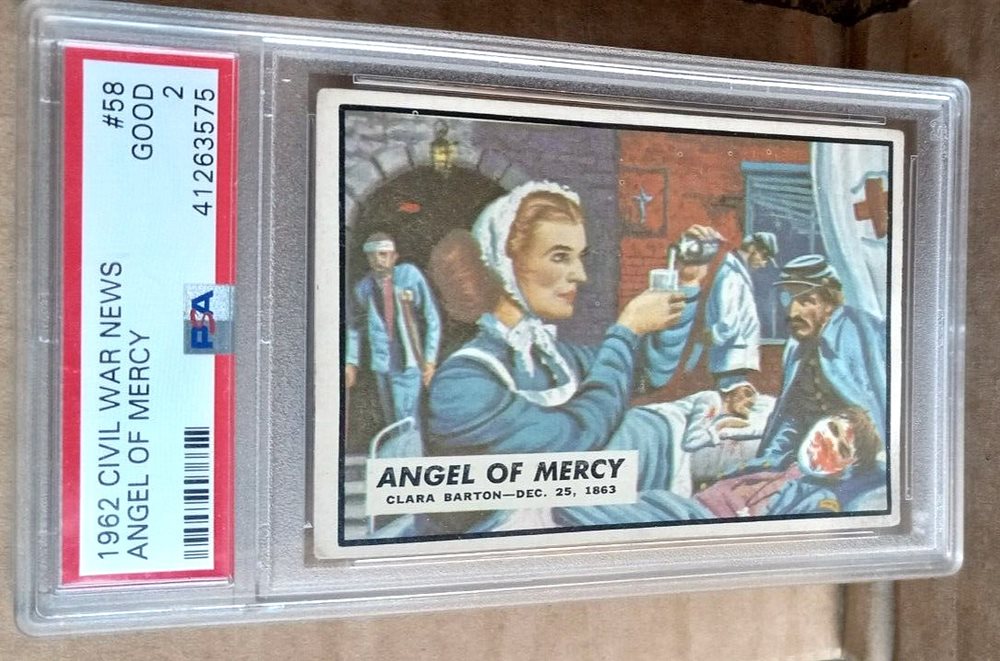 1962 CIVIL WAR NEWS #58
ANGEL OF MERCY GOOD
2
PSA 41263575
ANGEL OF MERCY
CLARA BARTON—DEC. 25, 1863